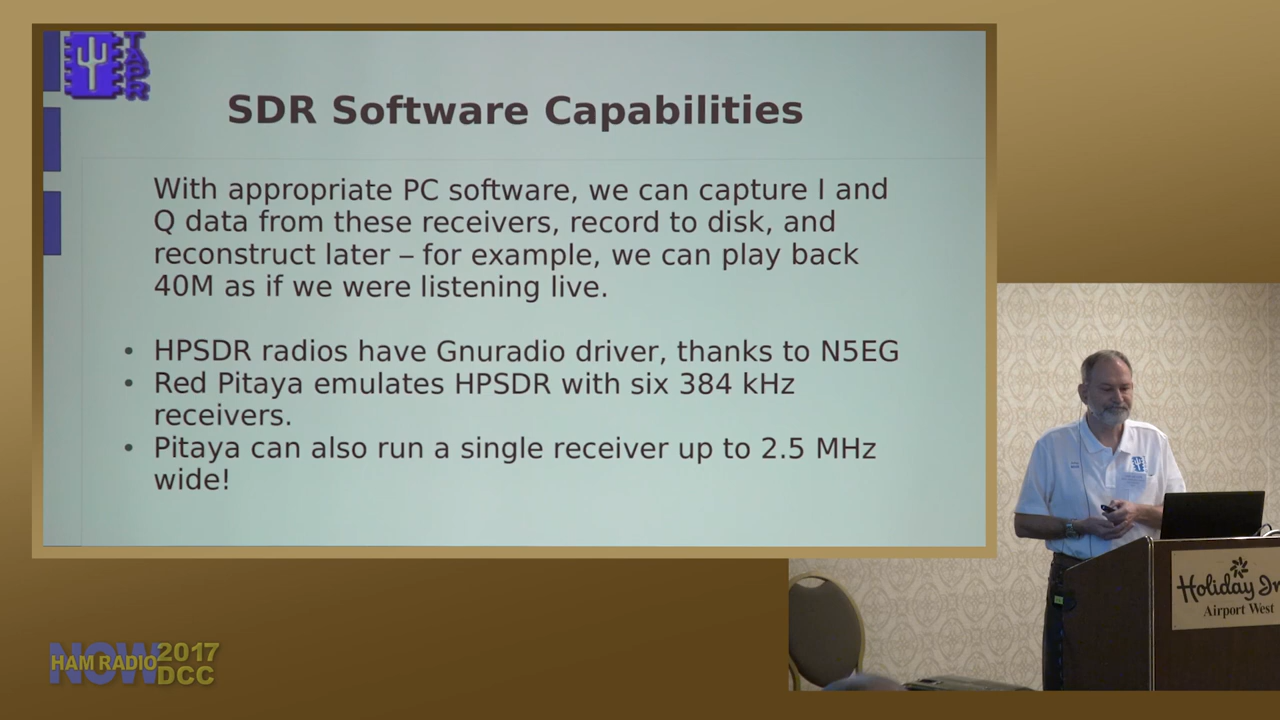 TAPR
SDR Software Capabilities
With appropriate PC software, we can capture I and
Q data from these receivers, record to disk, and
reconstruct later – for example, we can play back
40M as if we were listening live.
• HPSDR radios have Gnuradio driver, thanks to N5EG
• Red Pitaya emulates HPSDR with six 384 kHz
receivers.
• Pitaya can also run a single receiver up to 2.5 MHz
wide!
Holiday In
Airport West
NOW
HAM RADIO 2017
DCC